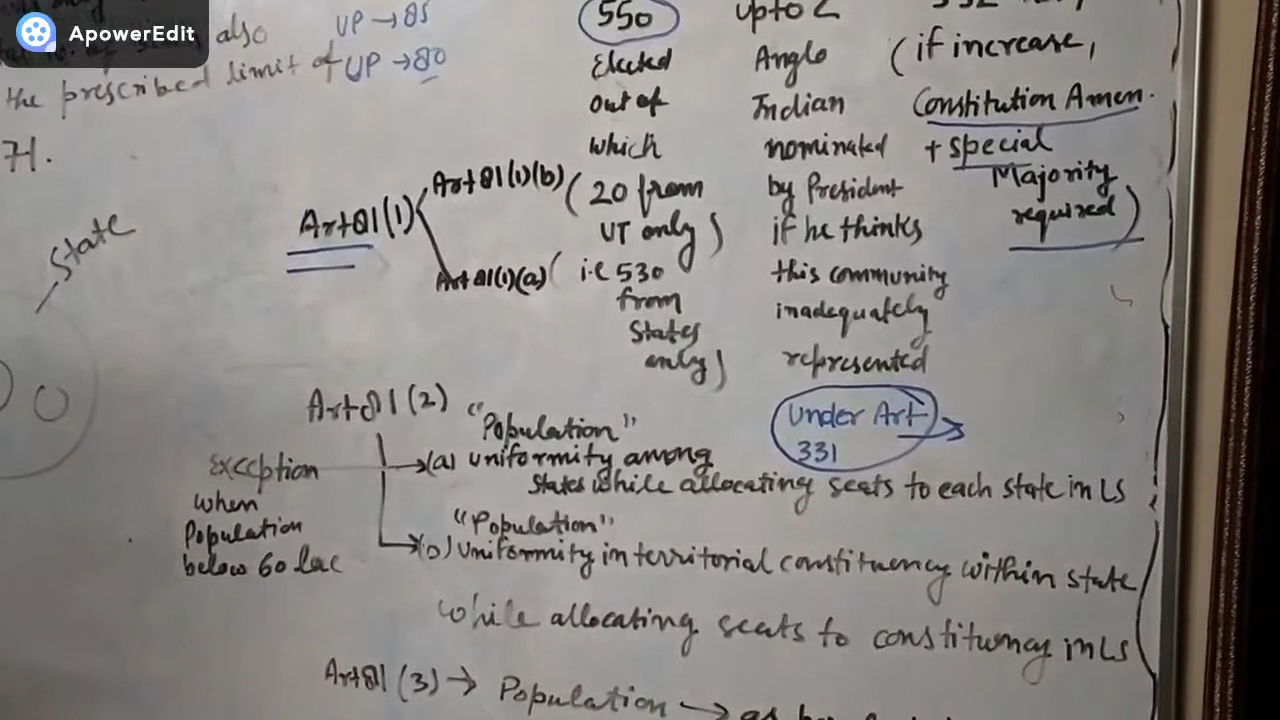 ApoweREdit
also
UP → 85
the prescribed limit of UP → 80
71.
State
550
upto 2
Elected
out of
which
Anglo
Indian
nominated
by President
if he thinks
this community
inadequately
represented
(if increase,
Constitution Amen.
+ special
Majority
required)
Art 81(1)
Art 81(1)(b) (20 from
UT only)
Art 81(1)(a) (i.e 530
from
States
only)
Under Art
331
Art 81(2)
Exception
when
Population
below 60 lac
"Population"
→ (a) uniformity among
States while allocating seats to each state in LS
"Population"
→ (b) Uniformity in territorial constituency within state
while allocating seats to constituency in LS
Art 81(3) → Population → as